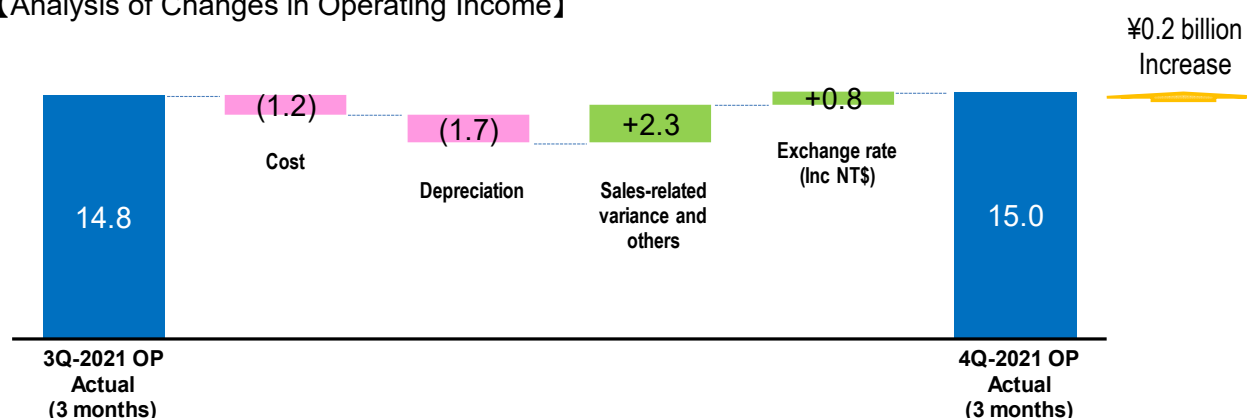 【Analysis of Changes in Operating Income】
¥0.2 billion
Increase
(1.2)
(1.7)
+2.3
+0.8
Cost
Depreciation
Sales-related
variance and
others
Exchange rate
(Inc NT$)
14.8
15.0
3Q-2021 OP
Actual
(3 months)
4Q-2021 OP
Actual
(3 months)